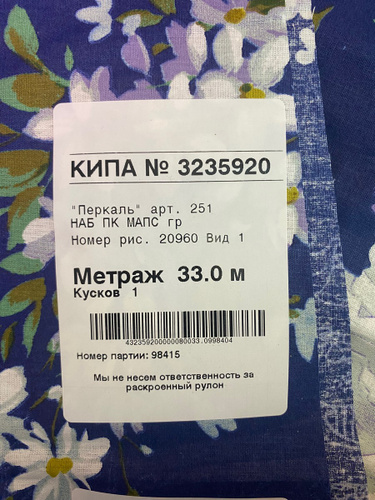 КИПА № 3235920
"Перкаль" арт. 251
НАБ ПК МАПС гр
Номер рис. 20960 Вид 1
Метраж 33.0 м
Кусков 1
432359200000080033.0998404
Номер партии: 98415
Мы не несем ответственность за
раскроенный рулон